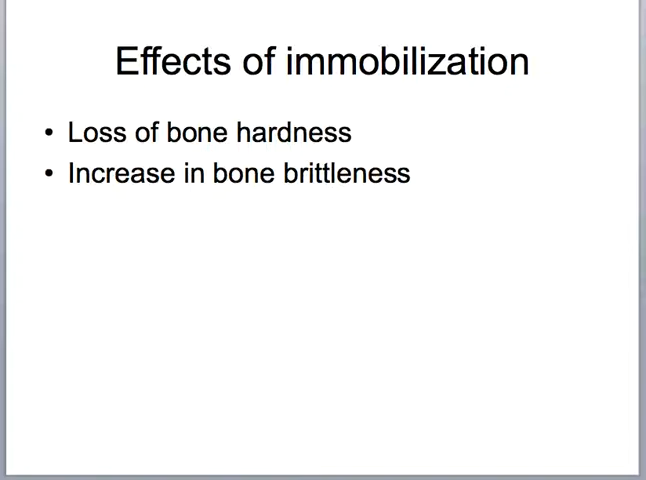 Effects of immobilization
• Loss of bone hardness
• Increase in bone brittleness